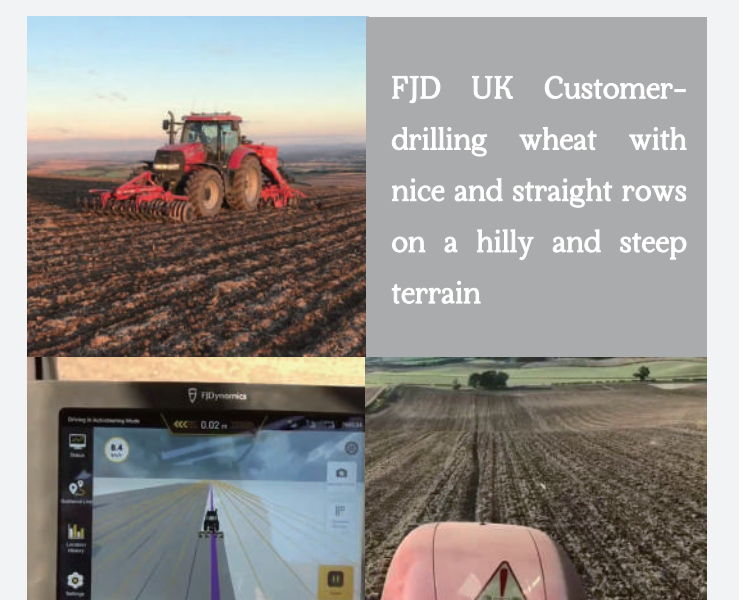 FJD UK Customer–
drilling wheat with
nice and straight rows
on a hilly and steep
terrain
FJDynamics
Driving in Autosteering Mode
0.02 m
8.4
km/h
Status
Guidance Line
Location
History
Settings